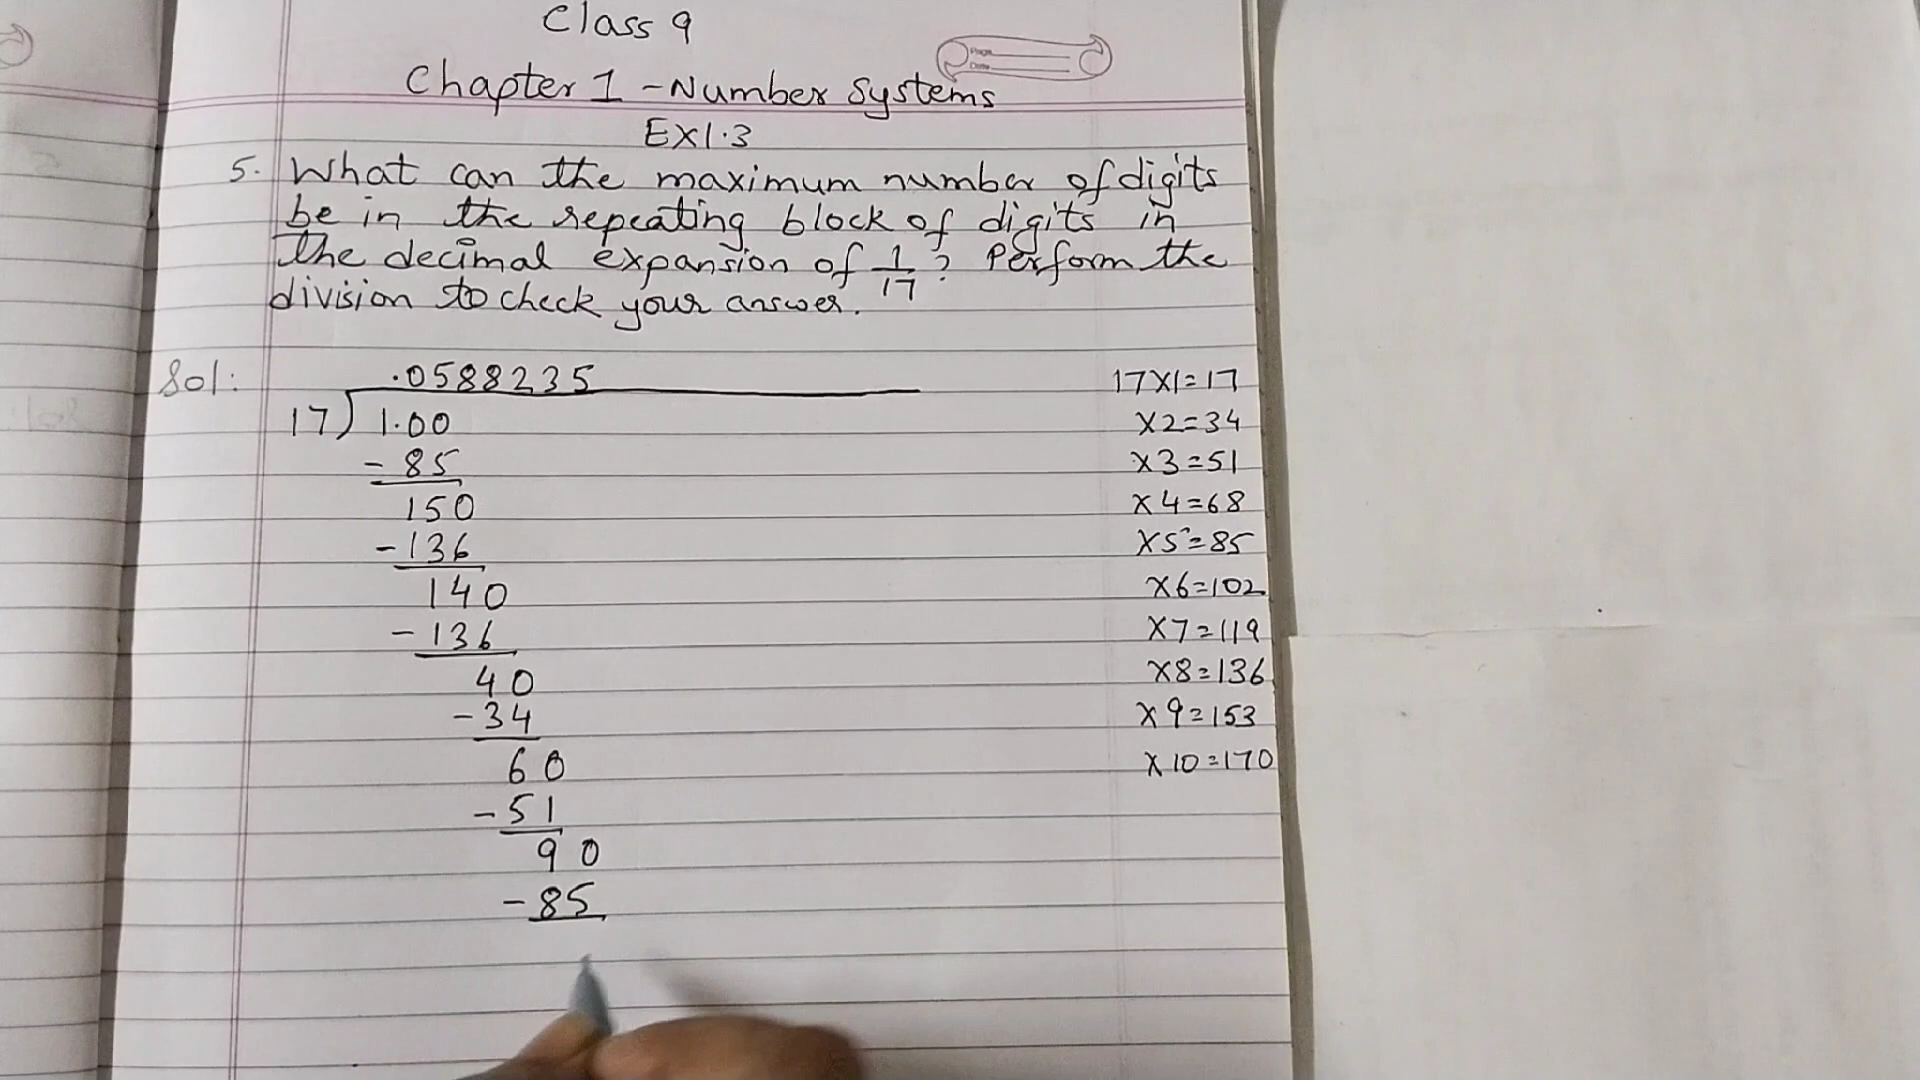 Class 9
Page
Date
Chapter 1 - Number Systems
EX1.3
5. What can the maximum number of digits
be in the repeating block of digits in
the decimal expansion of 1/17? Perform the
division to check your answer.
Sol:
.0588235
17) 1.00
- 85
150
-136
140
-136
40
-34
60
-51
90
-85
17X1=17
X2=34
X3=51
X4=68
X5=85
X6=102
X7=119
X8=136
X9=153
X10=170